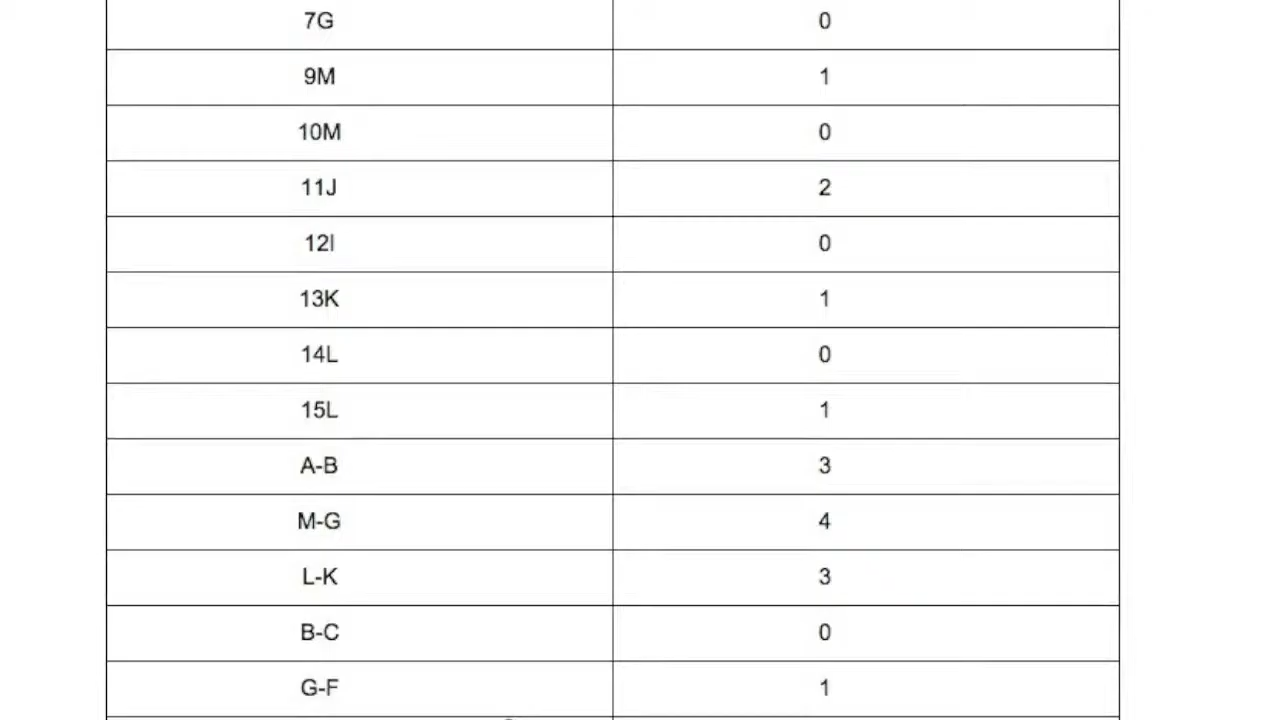 7G 0
9M 1
10M 0
11J 2
12I 0
13K 1
14L 0
15L 1
A-B 3
M-G 4
L-K 3
B-C 0
G-F 1